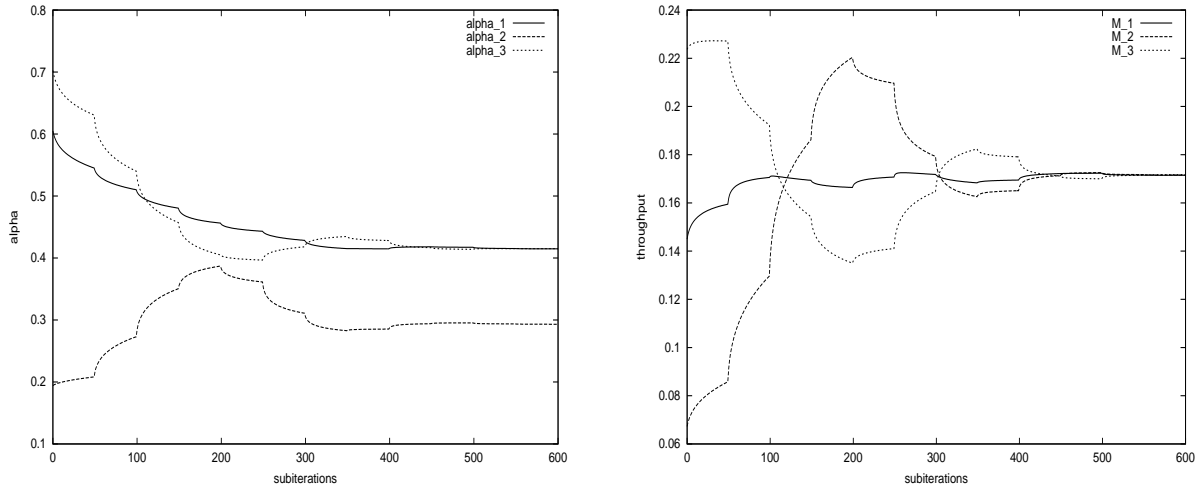 0.8
0.7
0.6
0.5
0.4
0.3
0.2
0.1
alpha
alpha_1
alpha_2
alpha_3
0 100 200 300 400 500 600
subiterations
0.24
0.22
0.2
0.18
0.16
0.14
0.12
0.1
0.08
0.06
throughput
M_1
M_2
M_3
0 100 200 300 400 500 600
subiterations